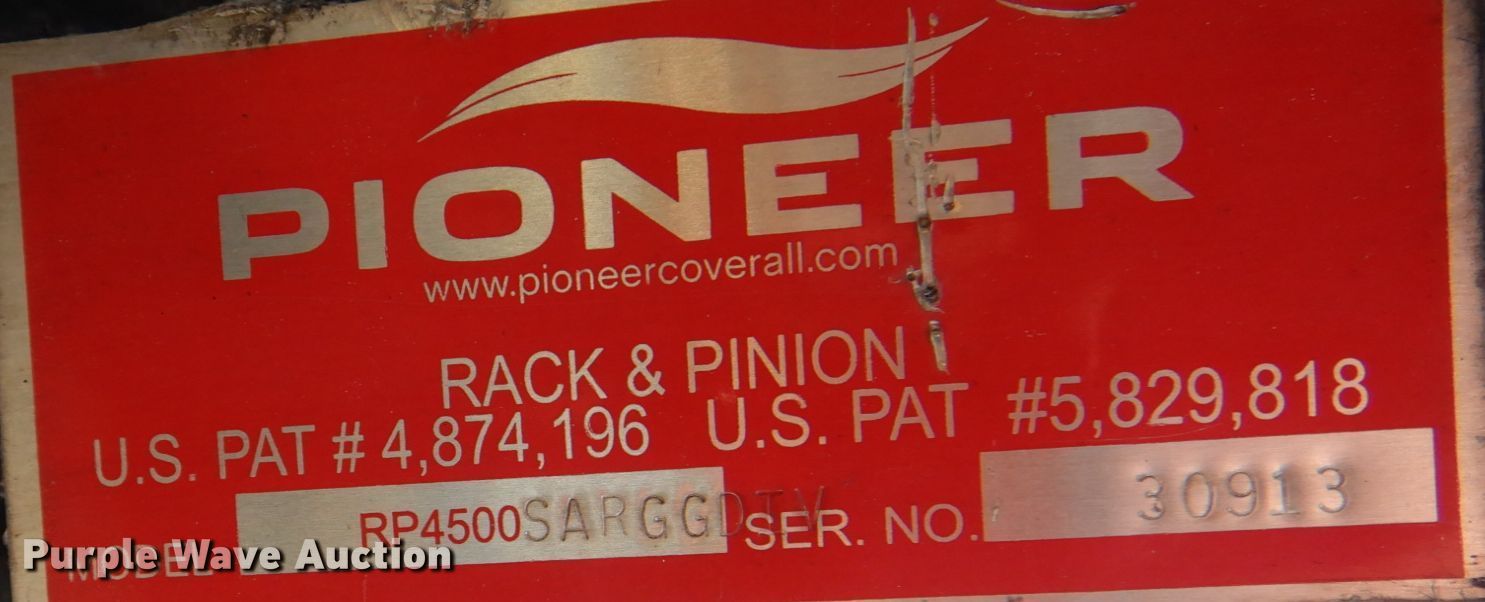 PIONEER
www.pioneercoverall.com
RACK & PINION
U.S. PAT # 4,874,196 U.S. PAT #5,829,818
MODEL RP4500SARGGDTV SER. NO. 30913
Purple Wave Auction